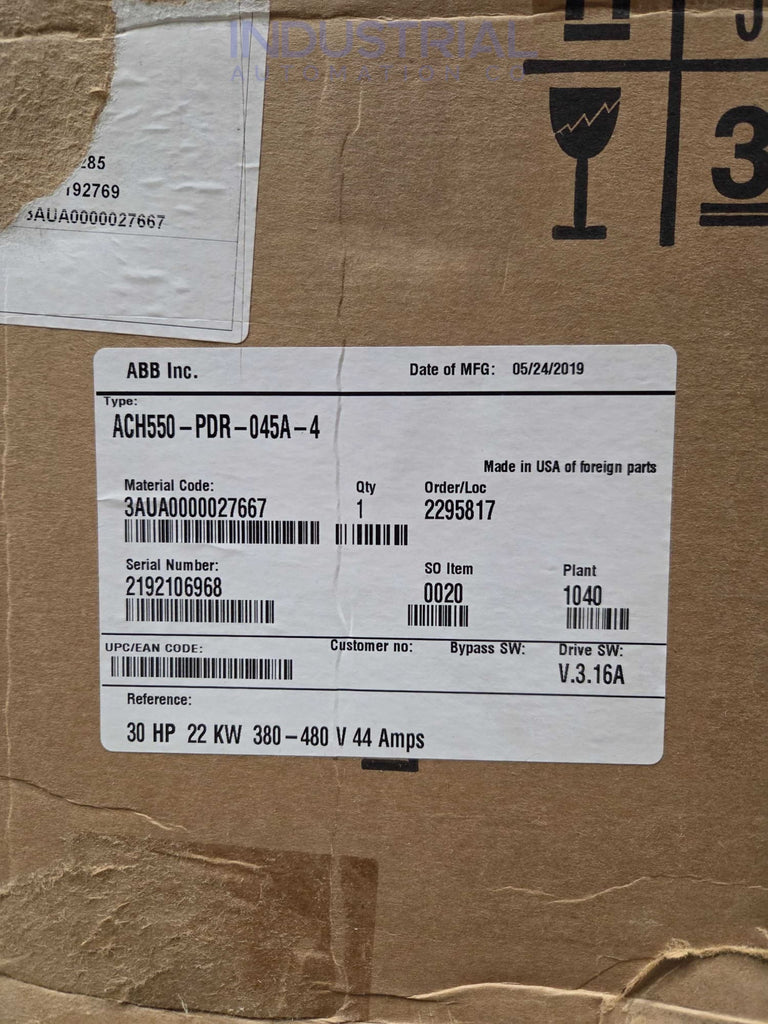 INDUSTRIAL
AUTOMATION CO
3
285
192769
3AUA0000027667
ABB Inc. Date of MFG: 05/24/2019
Type:
ACH550-PDR-045A-4
Made in USA of foreign parts
Material Code: Qty Order/Loc
3AUA0000027667 1 2295817
Serial Number: SO Item Plant
2192106968 0020 1040
UPC/EAN CODE: Customer no: Bypass SW: Drive SW:
V.3.16A
Reference:
30 HP 22 KW 380-480 V 44 Amps